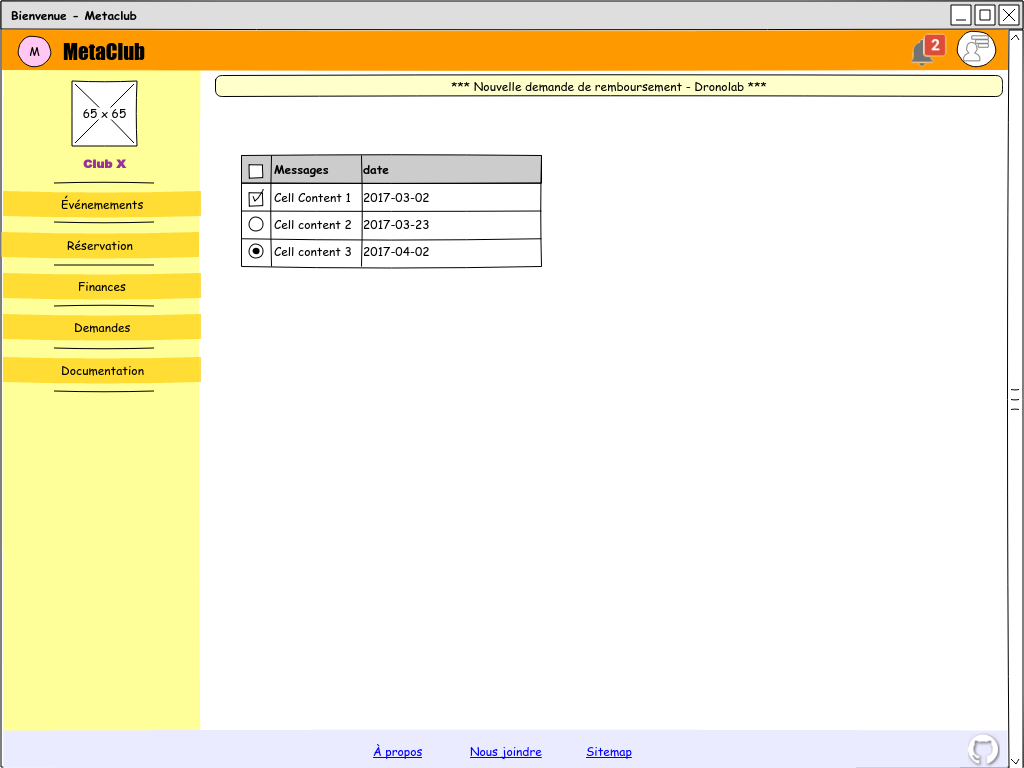 Bienvenue - Metaclub
M MetaClub 2
65 x 65
*** Nouvelle demande de remboursement - Dronolab ***
Club X
Événemements
Réservation
Finances
Demandes
Documentation
Messages date
Cell Content 1 2017-03-02
Cell content 2 2017-03-23
Cell content 3 2017-04-02
À propos Nous joindre Sitemap